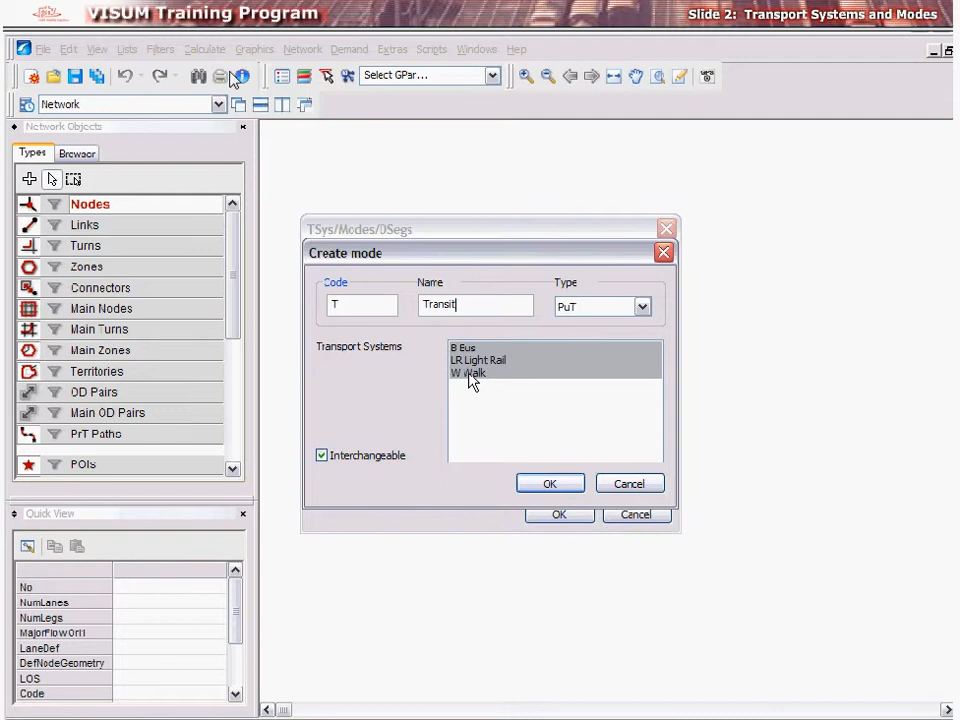 VISUM Training Program
Slide 2: Transport Systems and Modes
File Edit View Lists Filters Calculate Graphics Network Demand Extras Scripts Windows Help
Select GPar...
Network
Network Objects
Types Browser
Nodes
Links
Turns
Zones
Connectors
Main Nodes
Main Turns
Main Zones
Territories
OD Pairs
Main OD Pairs
PrT Paths
POIs
Quick View
No
NumLanes
NumLegs
MajorFlowOri
LaneDef
DefNodeGeometry
LOS
Code
TSys/Modes/DSegs
Create mode
Code Name Type
T Transit PuT
Transport Systems
B Bus
LR Light Rail
W Walk
Interchangeable
OK Cancel
OK Cancel